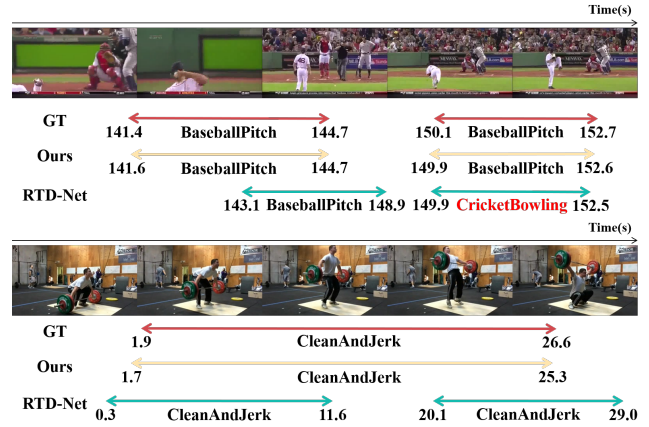 Time(s)
GT
141.4 BaseballPitch 144.7 150.1 BaseballPitch 152.7
Ours
141.6 BaseballPitch 144.7 149.9 BaseballPitch 152.6
RTD-Net
143.1 BaseballPitch 148.9 149.9 CricketBowling 152.5
Time(s)
GT
1.9 CleanAndJerk 26.6
Ours
1.7 CleanAndJerk 25.3
RTD-Net
0.3 CleanAndJerk 11.6 20.1 CleanAndJerk 29.0